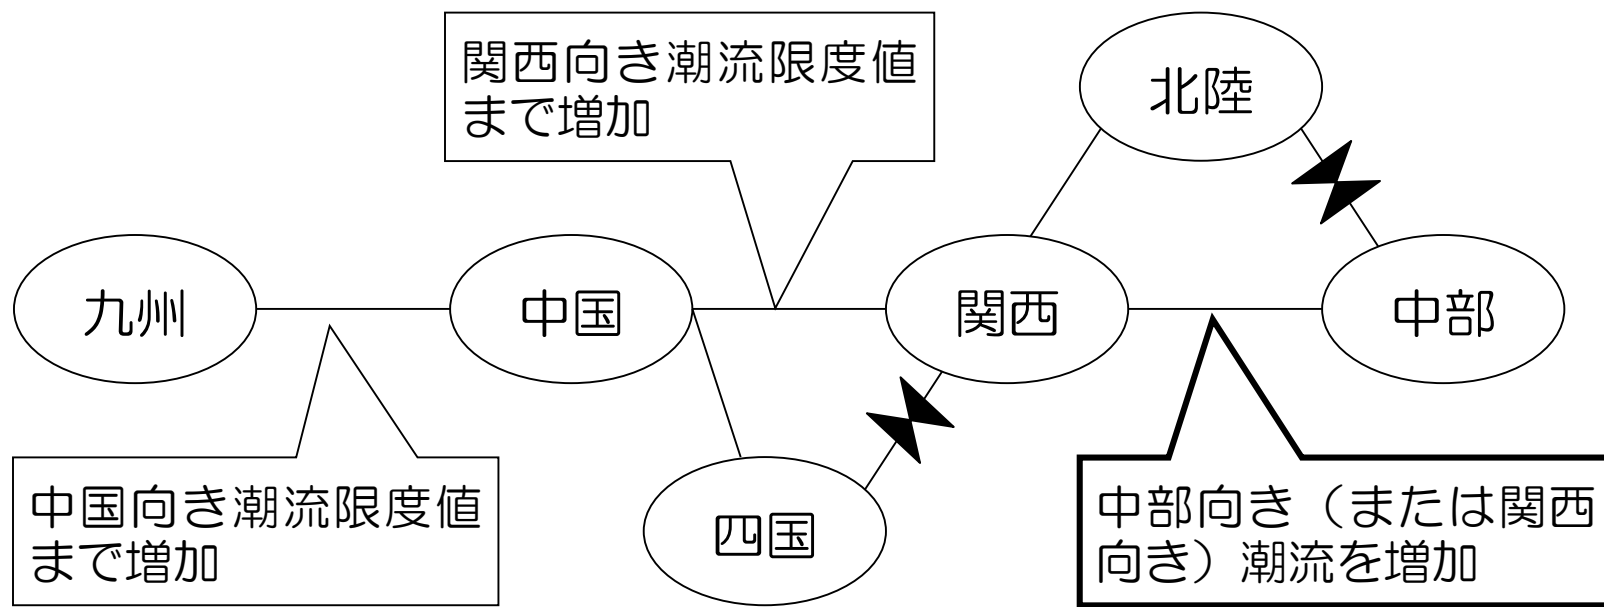 関西向き潮流限度値
まで増加
北陸
九州
中国
関西
中部
中国向き潮流限度値
まで増加
四国
中部向き（または関西
向き）潮流を増加